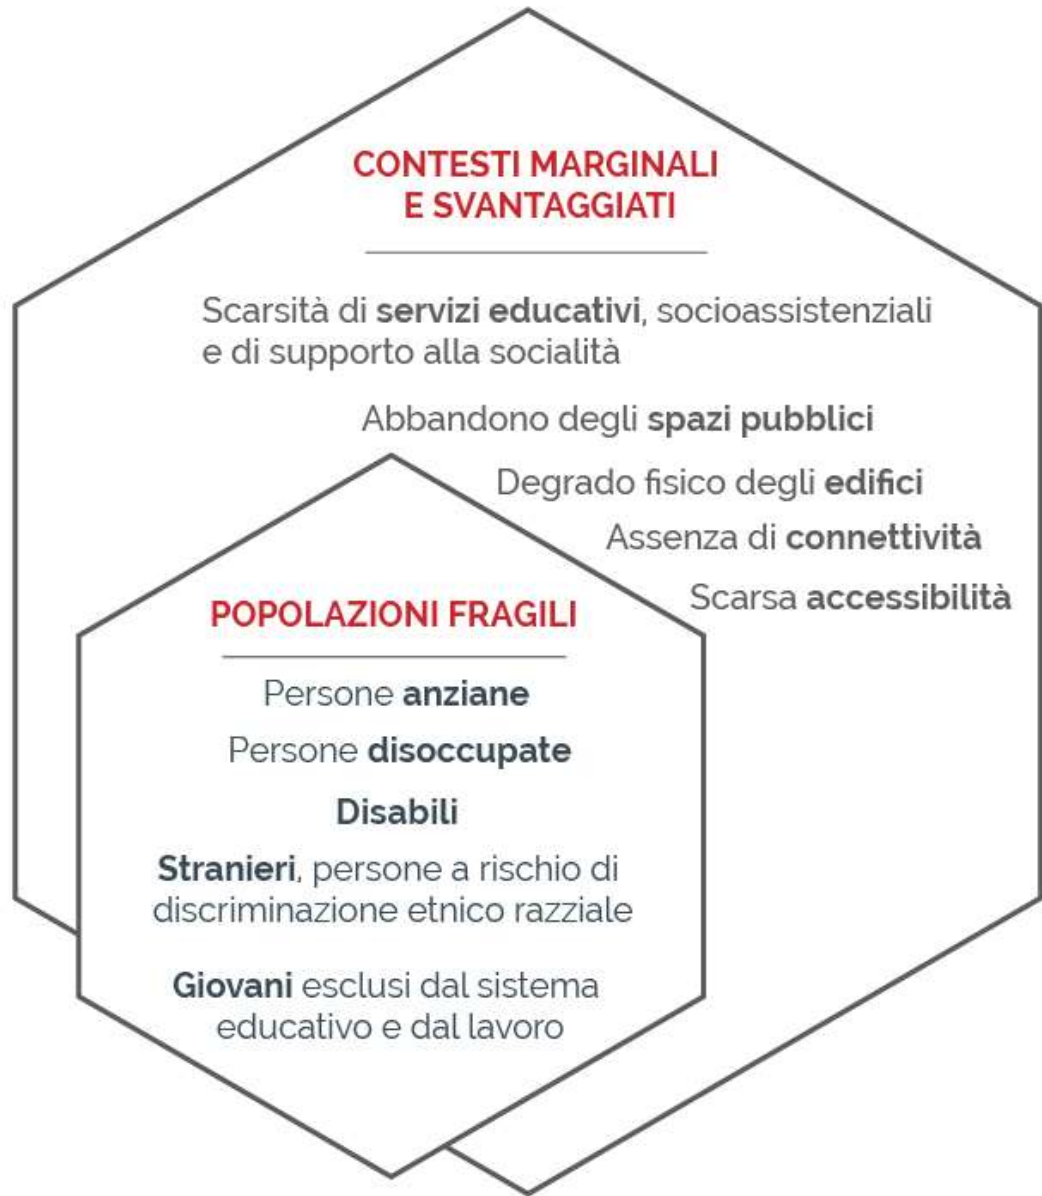 CONTESTI MARGINALI
E SVANTAGGIATI
Scarsità di servizi educativi, socioassistenziali
e di supporto alla socialità
Abbandono degli spazi pubblici
Degrado fisico degli edifici
Assenza di connettività
Scarsa accessibilità
POPOLAZIONI FRAGILI
Persone anziane
Persone disoccupate
Disabili
Stranieri, persone a rischio di
discriminazione etnico razziale
Giovani esclusi dal sistema
educativo e dal lavoro